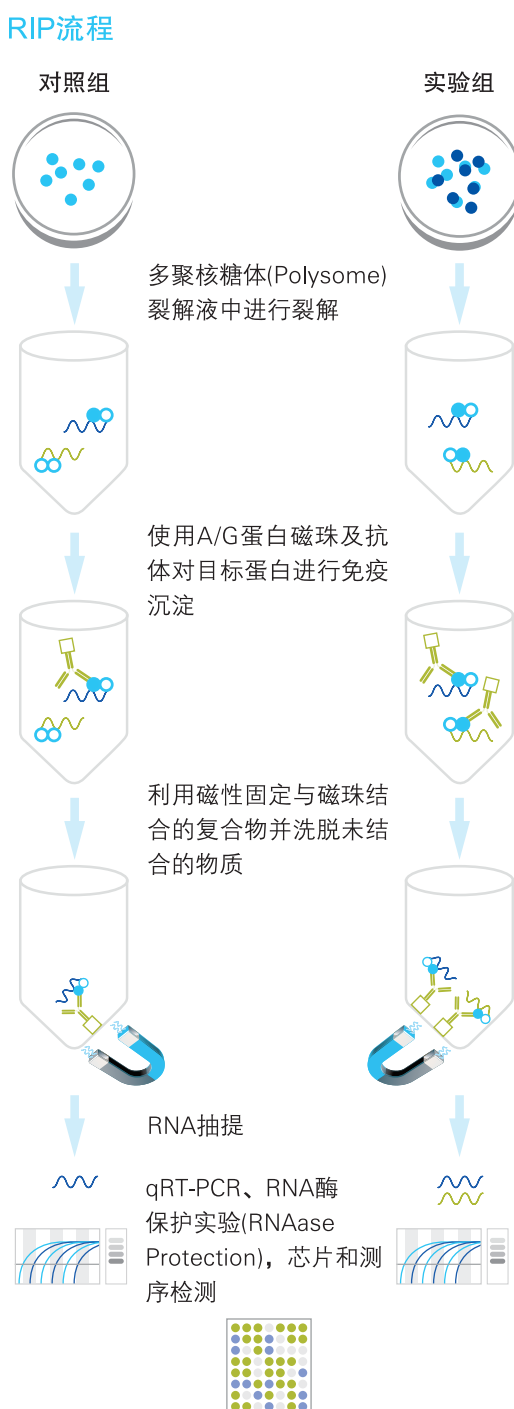 RIP流程
对照组
实验组
多聚核糖体(Polysome)
裂解液中进行裂解
使用A/G蛋白磁珠及抗
体对目标蛋白进行免疫
沉淀
利用磁性固定与磁珠结
合的复合物并洗脱未结
合的物质
RNA抽提
qRT-PCR、RNA酶
保护实验(RNAase
Protection)，芯片和测
序检测